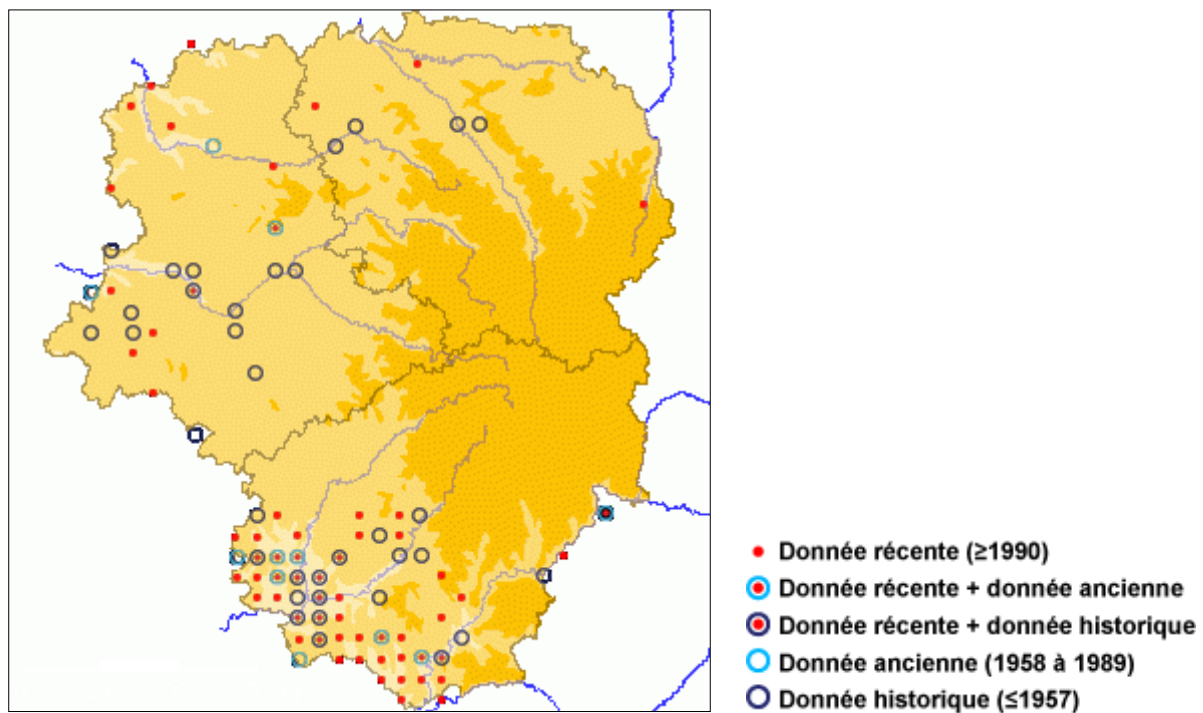 Donnée récente (≥1990)
Donnée récente + donnée ancienne
Donnée récente + donnée historique
Donnée ancienne (1958 à 1989)
Donnée historique (≤1957)